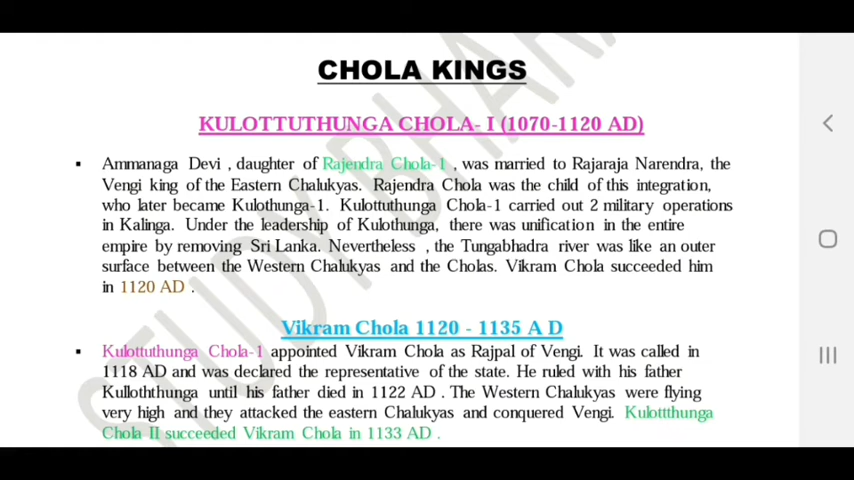 CHOLA KINGS
KULOTTUTHUNGA CHOLA- I (1070-1120 AD)
▪ Ammanaga Devi , daughter of Rajendra Chola-1 , was married to Rajaraja Narendra, the
Vengi king of the Eastern Chalukyas. Rajendra Chola was the child of this integration,
who later became Kulothunga-1. Kulottuthunga Chola-1 carried out 2 military operations
in Kalinga. Under the leadership of Kulothunga, there was unification in the entire
empire by removing Sri Lanka. Nevertheless , the Tungabhadra river was like an outer
surface between the Western Chalukyas and the Cholas. Vikram Chola succeeded him
in 1120 AD .
Vikram Chola 1120 - 1135 A D
▪ Kulottuthunga Chola-1 appointed Vikram Chola as Rajpal of Vengi. It was called in
1118 AD and was declared the representative of the state. He ruled with his father
Kulloththunga until his father died in 1122 AD . The Western Chalukyas were flying
very high and they attacked the eastern Chalukyas and conquered Vengi. Kulottthunga
Chola II succeeded Vikram Chola in 1133 AD .
STUDY BHARA